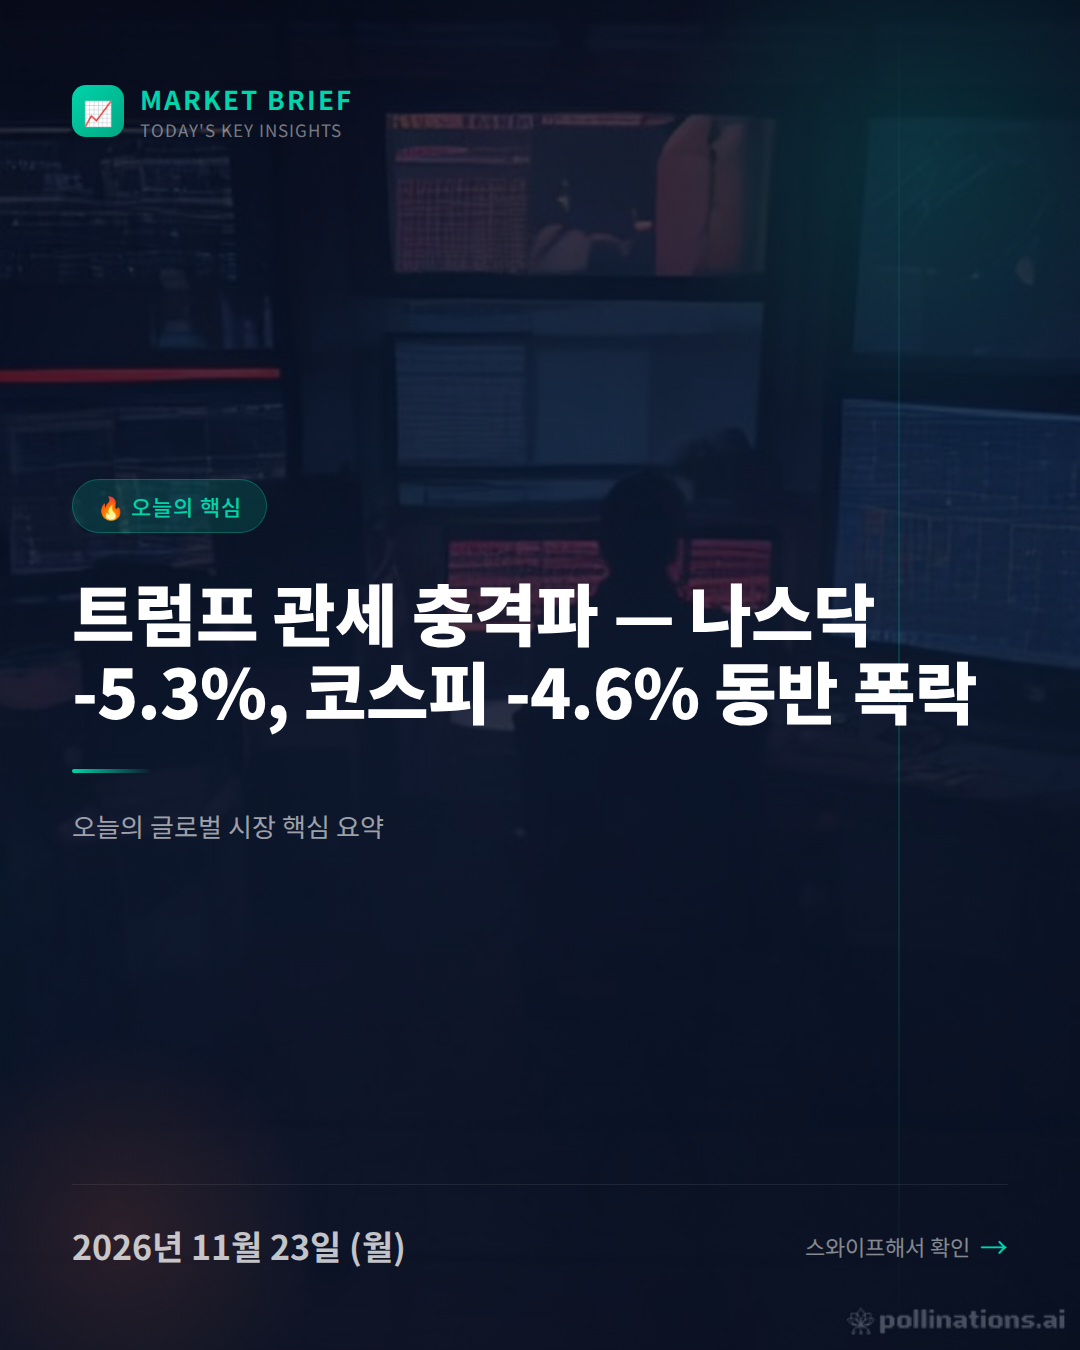 MARKET BRIEF
TODAY'S KEY INSIGHTS
🔥 오늘의 핵심
트럼프 관세 충격파 — 나스닥
-5.3%, 코스피 -4.6% 동반 폭락
오늘의 글로벌 시장 핵심 요약
2026년 11월 23일 (월)
스와이프해서 확인 →
pollinations.ai